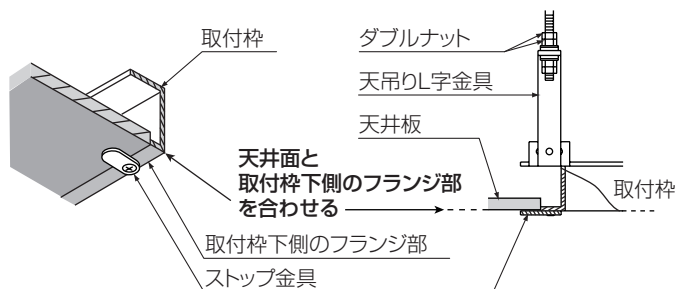 取付枠
ダブルナット
天吊りL字金具
天井板
天井面と
取付枠下側のフランジ部
を合わせる
取付枠
取付枠下側のフランジ部
ストップ金具